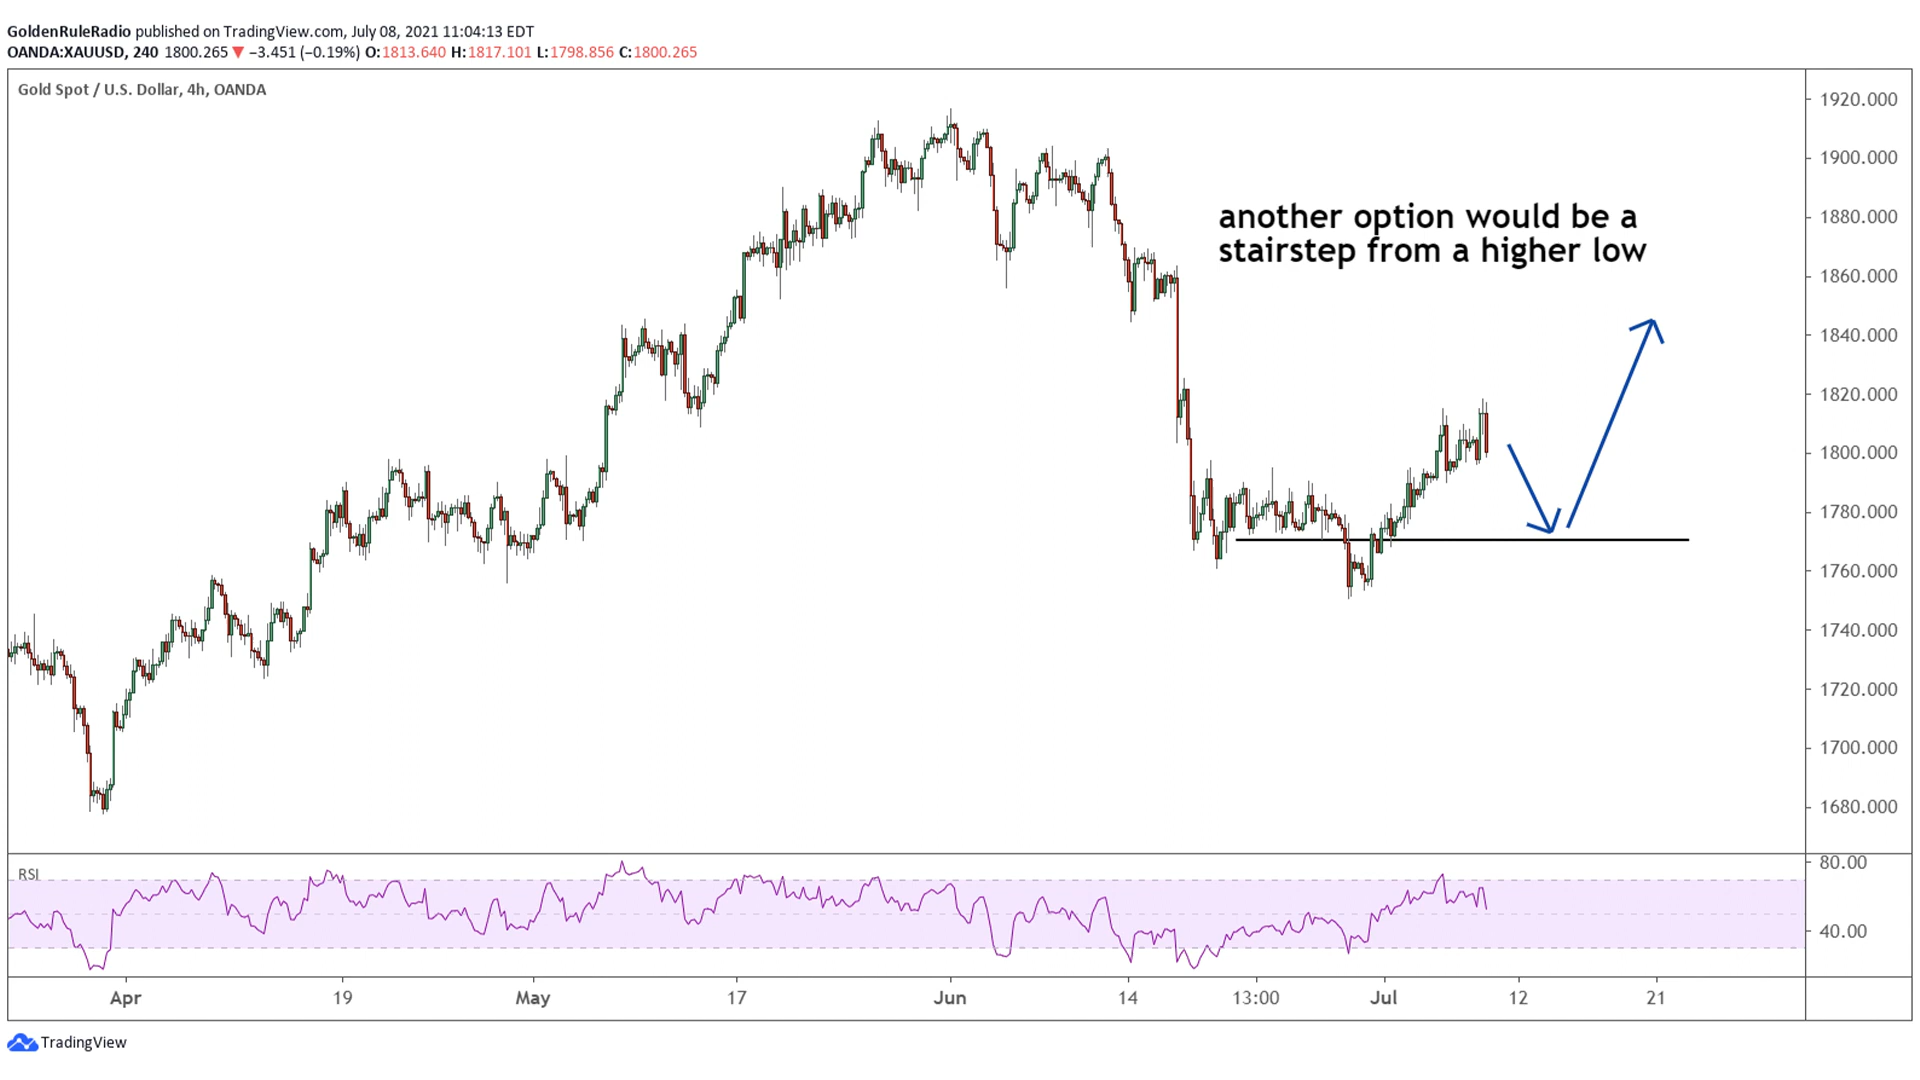 GoldenRuleRadio published on TradingView.com, July 08, 2021 11:04:13 EDT
OANDA:XAUUSD, 240 1800.265 ▼ −3.451 (−0.19%) O:1813.640 H:1817.101 L:1798.856 C:1800.265
Gold Spot / U.S. Dollar, 4h, OANDA
1920.000
1900.000
another option would be a
stairstep from a higher low
1880.000
1860.000
1840.000
1820.000
1800.000
1780.000
1760.000
1740.000
1720.000
1700.000
1680.000
RSI
80.00
40.00
Apr 19 May 17 Jun 14 13:00 Jul 12 21
TradingView